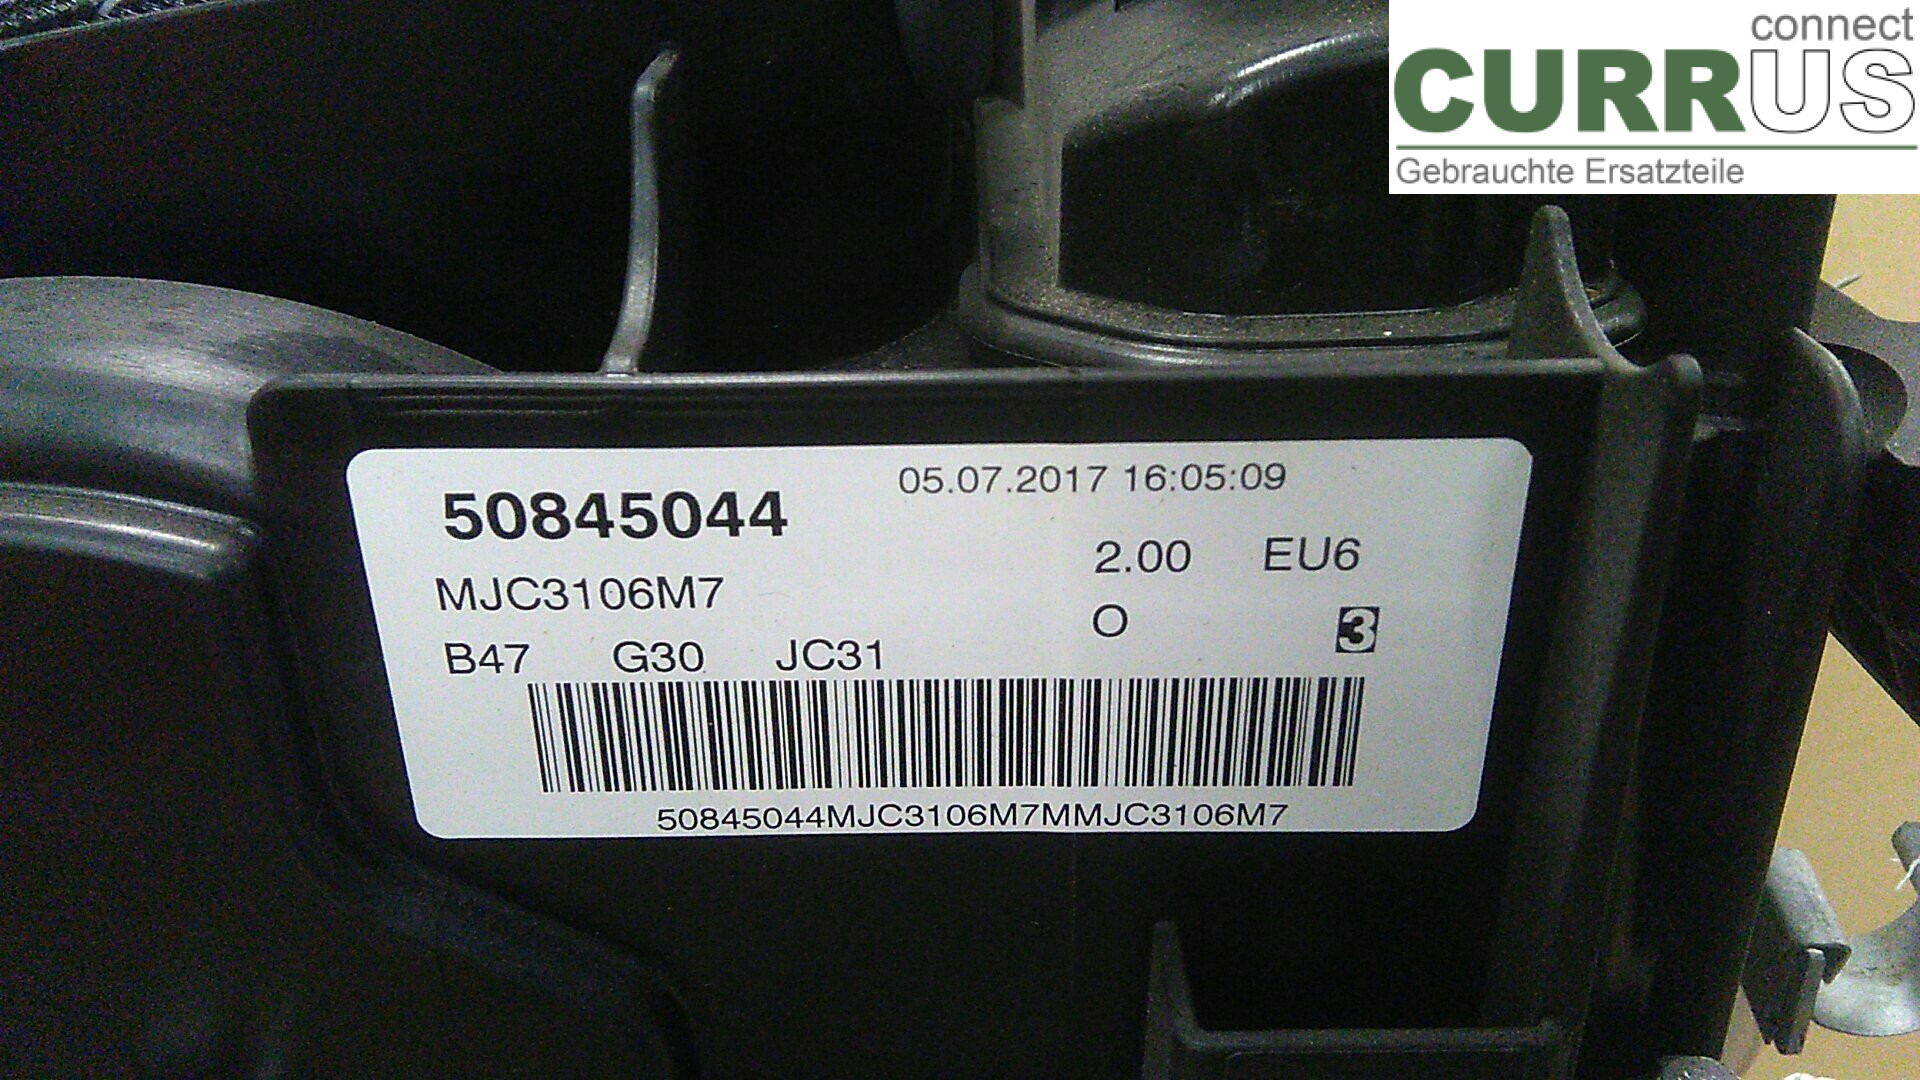 connect
CURRUS
Gebrauchte Ersatzteile
50845044 05.07.2017 16:05:09
MJC3106M7 2.00 EU6
B47 G30 JC31 O 3
50845044MJC3106M7MMJC3106M7